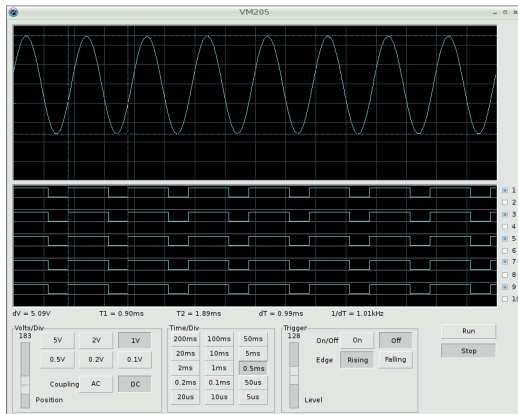 VM205
1
2
3
4
5
6
7
8
9
10
dV = 5.09V T1 = 0.90ms T2 = 1.89ms dT = 0.99ms 1/dT = 1.01kHz
Volts/Div Time/Div Trigger
183 5V 2V 1V 200ms 100ms 50ms 128 On/Off On Off Run
0.5V 0.2V 0.1V 20ms 10ms 5ms Edge Rising Falling Stop
2ms 1ms 0.5ms
Coupling AC DC 0.2ms 0.1ms 50us
Position 20us 10us 5us Level